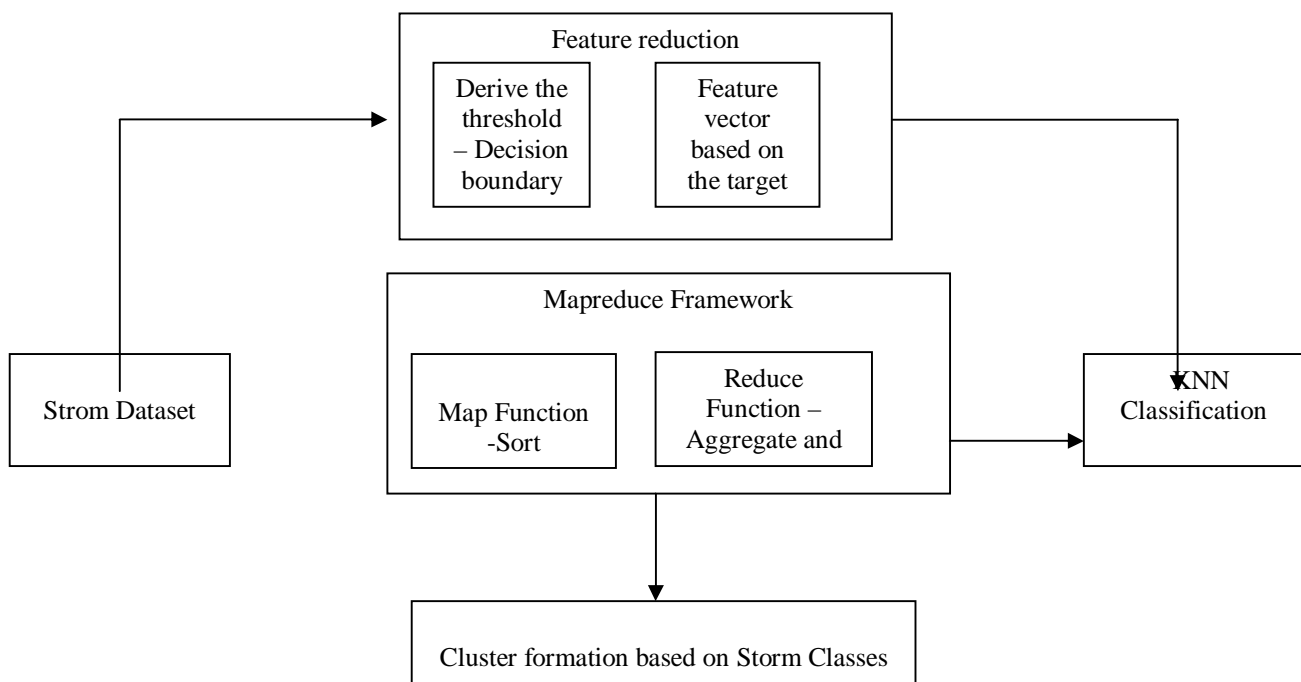 Feature reduction
Derive the
threshold
– Decision
boundary
Feature
vector
based on
the target
Mapreduce Framework
Map Function
-Sort
Reduce
Function –
Aggregate and
Strom Dataset
KNN
Classification
Cluster formation based on Storm Classes